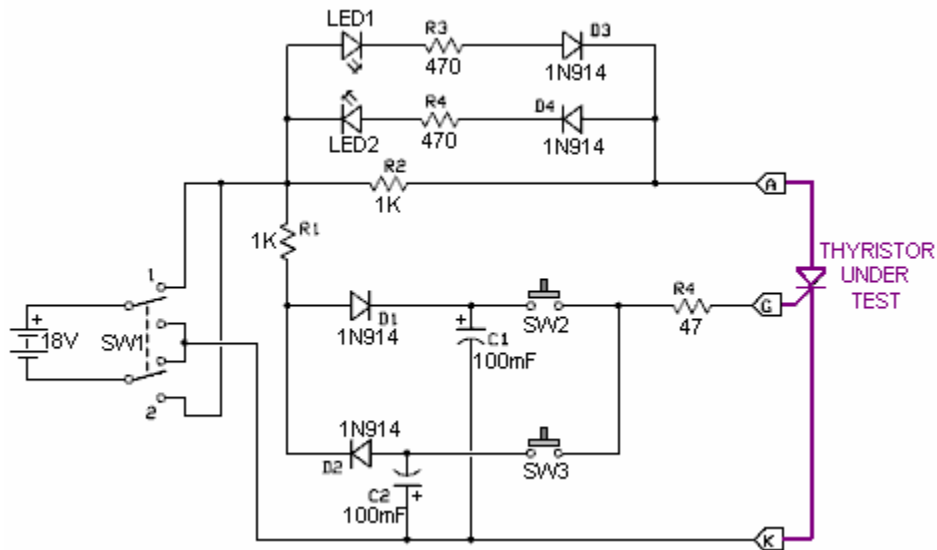 LED1
R3
470
D3
1N914
LED2
R4
470
D4
1N914
R2
1K
A
R1
1K
THYRISTOR
UNDER
TEST
1
+
18V
SW1
2
D1
1N914
+
C1
100mF
SW2
R4
47
G
1N914
D2
C2
+
100mF
SW3
K